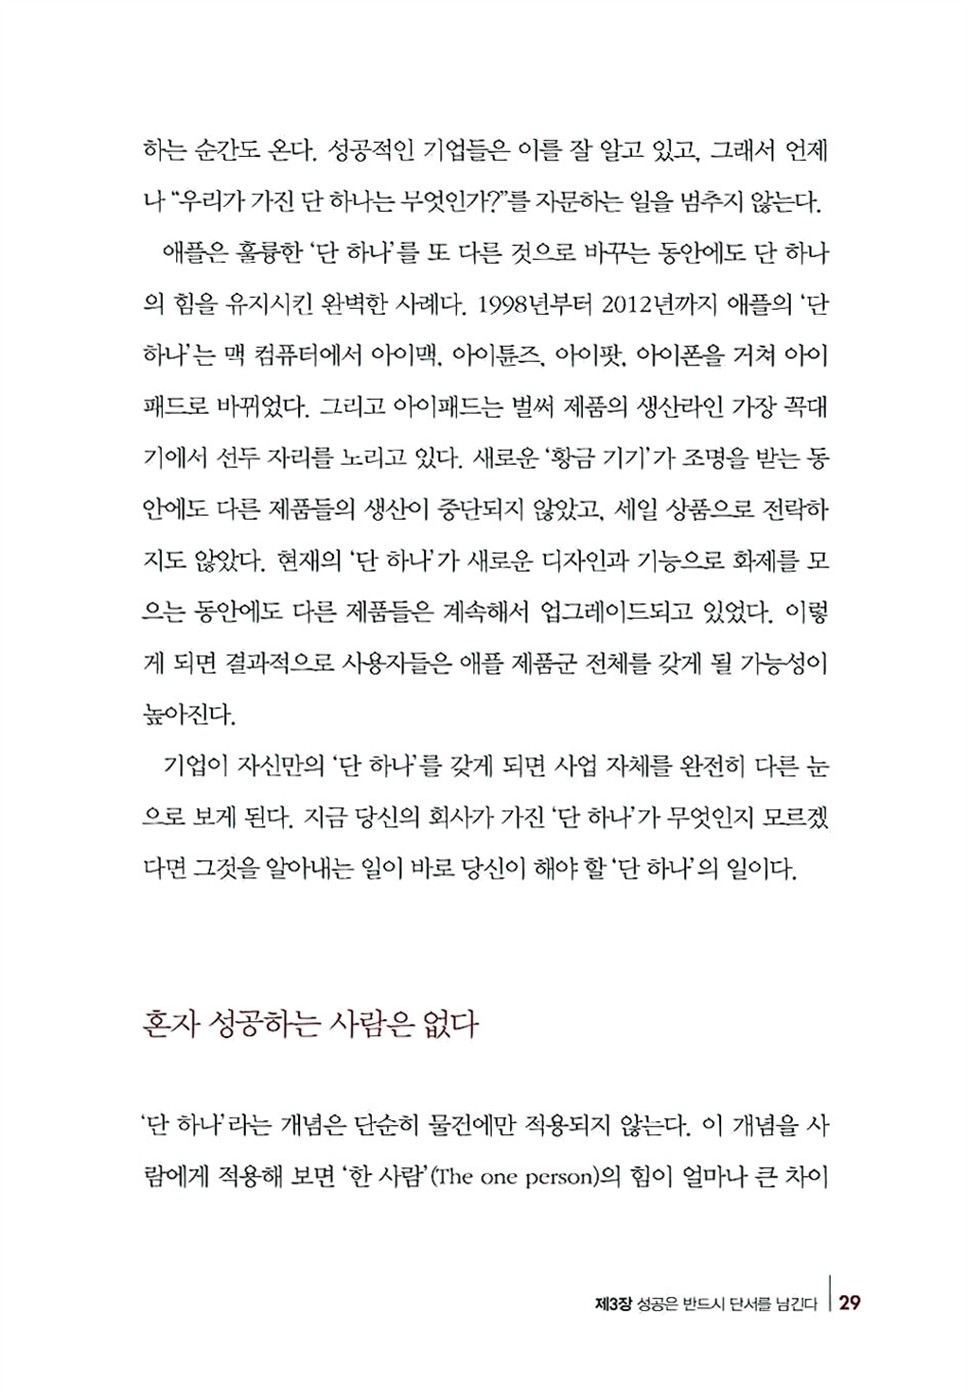 하는 순간도 온다. 성공적인 기업들은 이를 잘 알고 있고, 그래서 언제
나 “우리가 가진 단 하나는 무엇인가?”를 자문하는 일을 멈추지 않는다.
애플은 훌륭한 ‘단 하나’를 또 다른 것으로 바꾸는 동안에도 단 하나
의 힘을 유지시킨 완벽한 사례다. 1998년부터 2012년까지 애플의 ‘단
하나’는 맥 컴퓨터에서 아이맥, 아이튠즈, 아이팟, 아이폰을 거쳐 아이
패드로 바뀌었다. 그리고 아이패드는 벌써 제품의 생산라인 가장 꼭대
기에서 선두 자리를 노리고 있다. 새로운 ‘황금 기기’가 조명을 받는 동
안에도 다른 제품들의 생산이 중단되지 않았고, 세일 상품으로 전락하
지도 않았다. 현재의 ‘단 하나’가 새로운 디자인과 기능으로 화제를 모
으는 동안에도 다른 제품들은 계속해서 업그레이드되고 있었다. 이렇
게 되면 결과적으로 사용자들은 애플 제품군 전체를 갖게 될 가능성이
높아진다.
기업이 자신만의 ‘단 하나’를 갖게 되면 사업 자체를 완전히 다른 눈
으로 보게 된다. 지금 당신의 회사가 가진 ‘단 하나’가 무엇인지 모르겠
다면 그것을 알아내는 일이 바로 당신이 해야 할 ‘단 하나’의 일이다.
혼자 성공하는 사람은 없다
‘단 하나’라는 개념은 단순히 물건에만 적용되지 않는다. 이 개념을 사
람에게 적용해 보면 ‘한 사람’(The one person)의 힘이 얼마나 큰 차이
제3장 성공은 반드시 단서를 남긴다 29